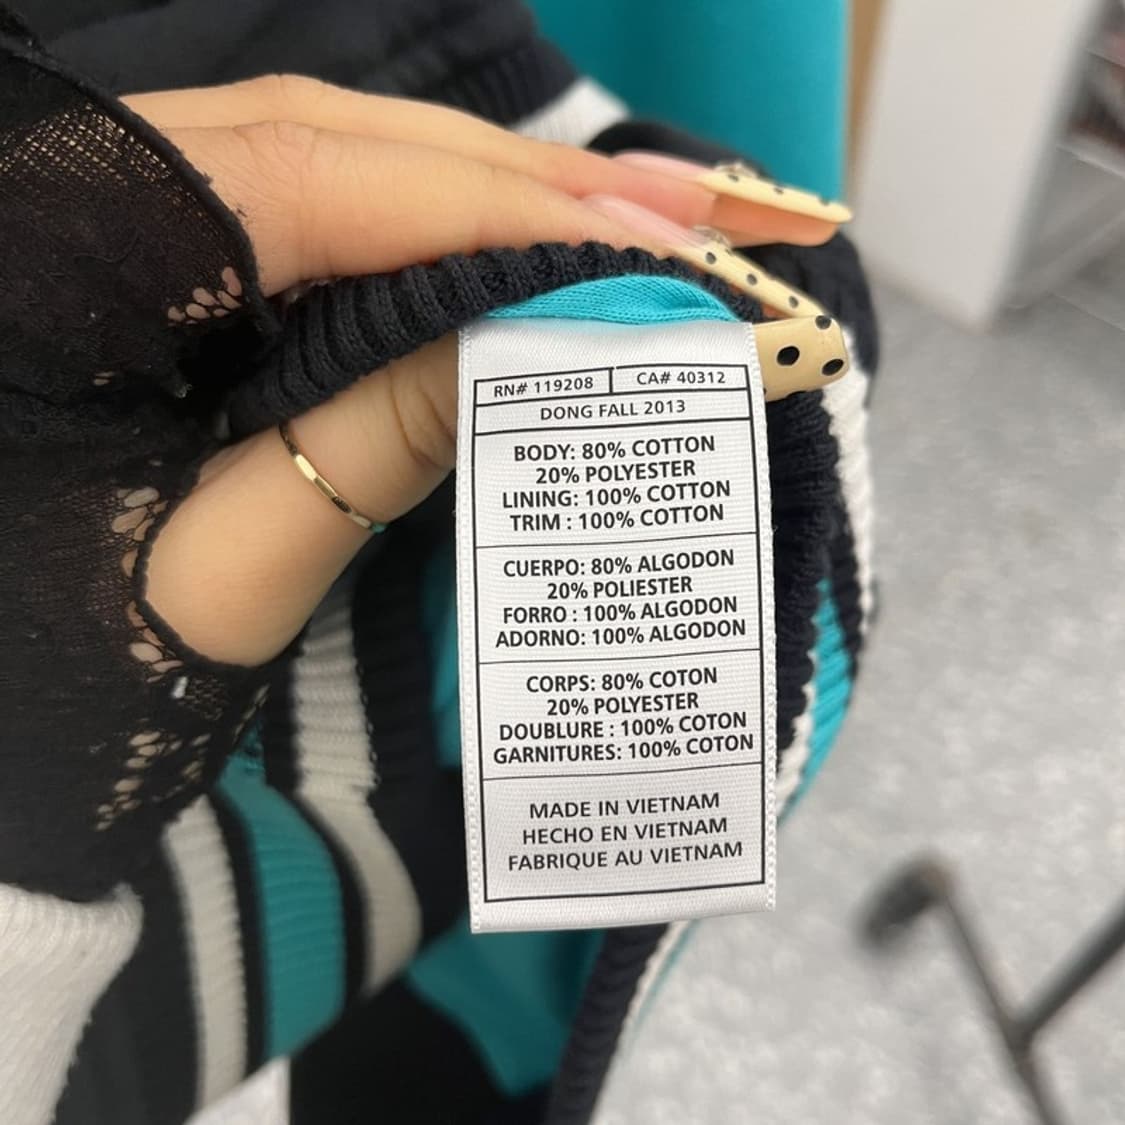 RN# 119208 CA# 40312
DONG FALL 2013
BODY: 80% COTTON
20% POLYESTER
LINING: 100% COTTON
TRIM : 100% COTTON
CUERPO: 80% ALGODON
20% POLIESTER
FORRO : 100% ALGODON
ADORNO: 100% ALGODON
CORPS: 80% COTON
20% POLYESTER
DOUBLURE : 100% COTON
GARNITURES: 100% COTON
MADE IN VIETNAM
HECHO EN VIETNAM
FABRIQUE AU VIETNAM